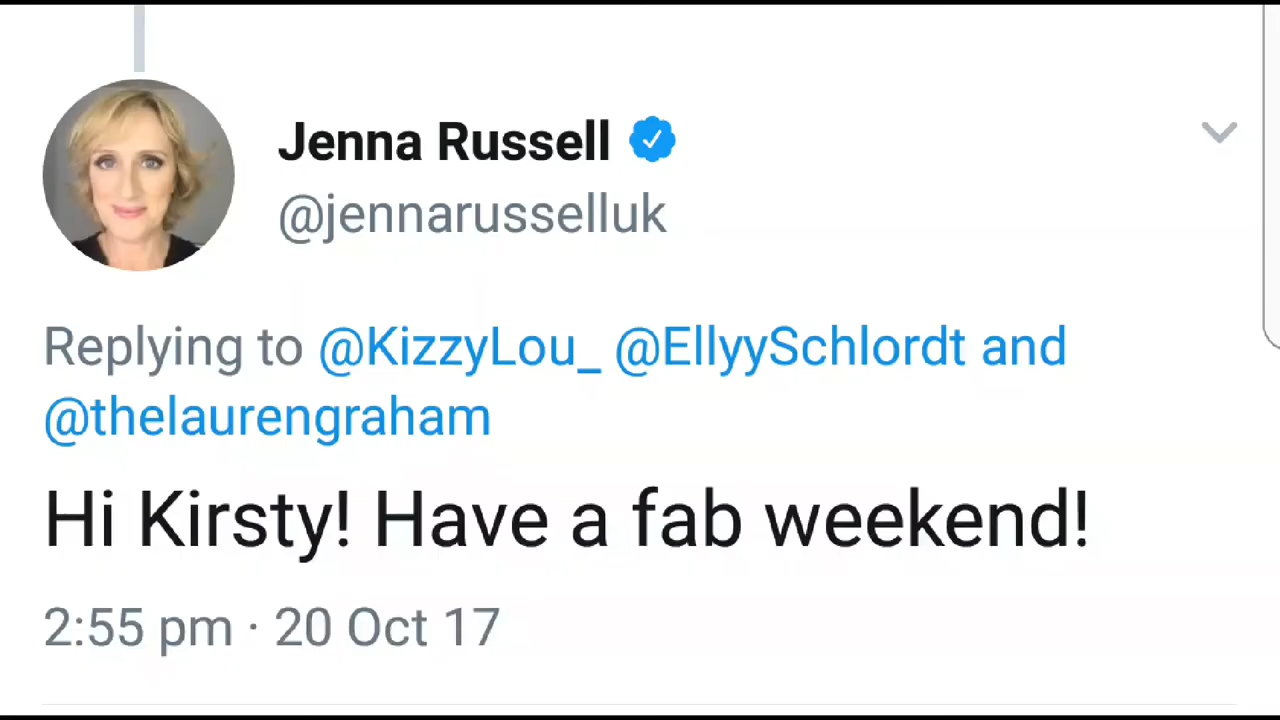 Jenna Russell
@jennarusselluk
Replying to @KizzyLou_ @EllyySchlordt and
@thelaurengraham
Hi Kirsty! Have a fab weekend!
2:55 pm · 20 Oct 17